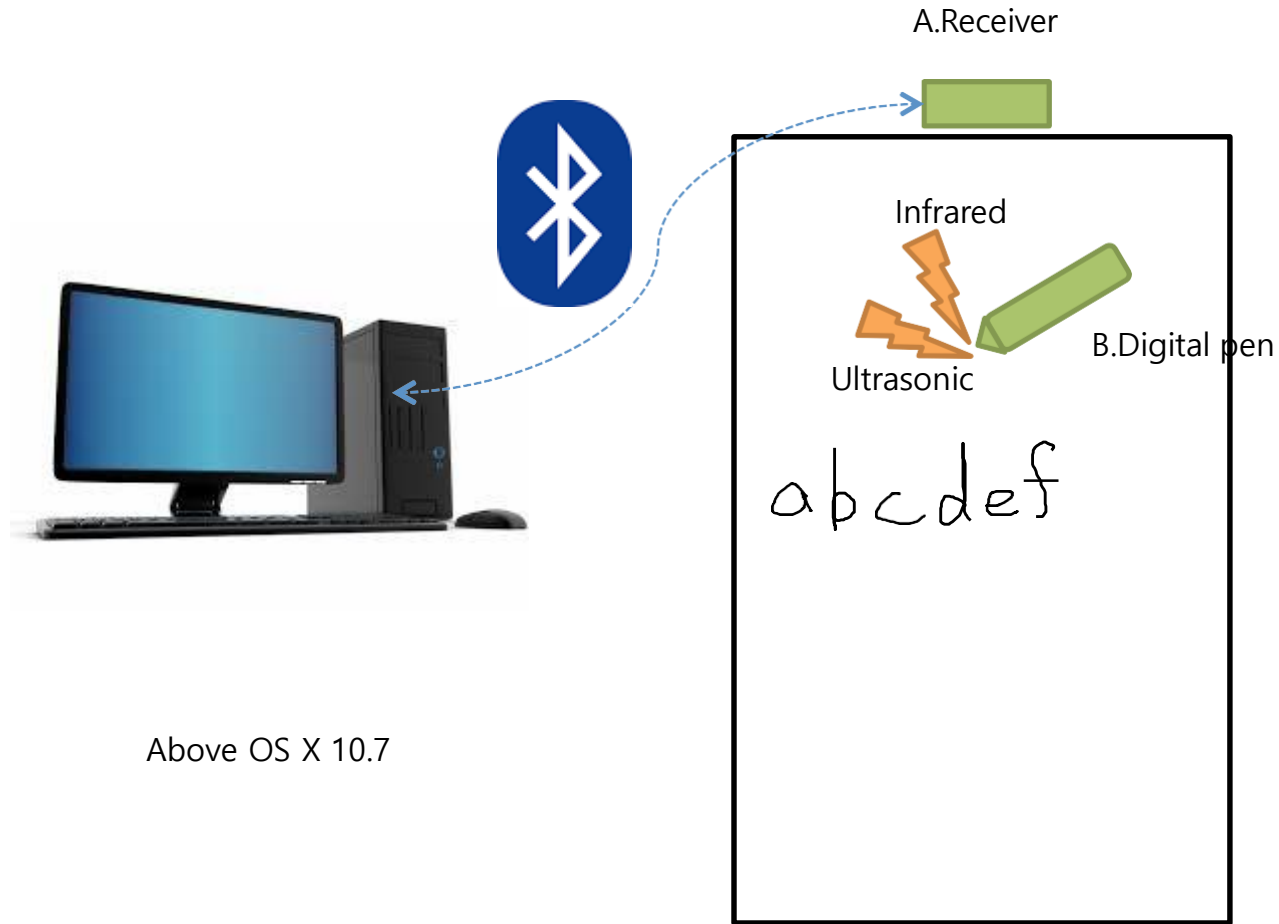 A.Receiver
Infrared
B.Digital pen
Ultrasonic
abcdef
Above OS X 10.7